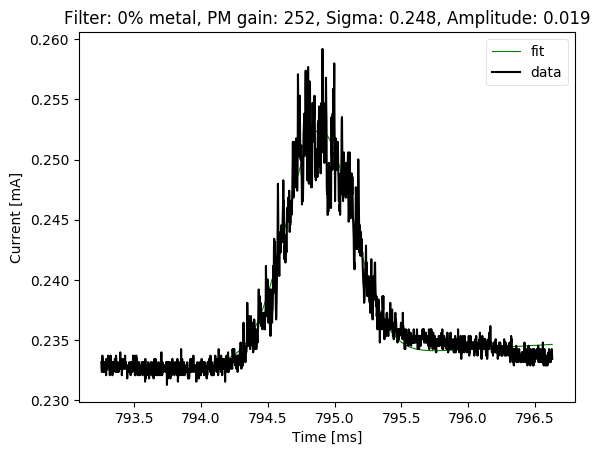 Filter: 0% metal, PM gain: 252, Sigma: 0.248, Amplitude: 0.019
fit
data
0.260
0.255
0.250
0.245
0.240
0.235
0.230
Current [mA]
793.5 794.0 794.5 795.0 795.5 796.0 796.5
Time [ms]